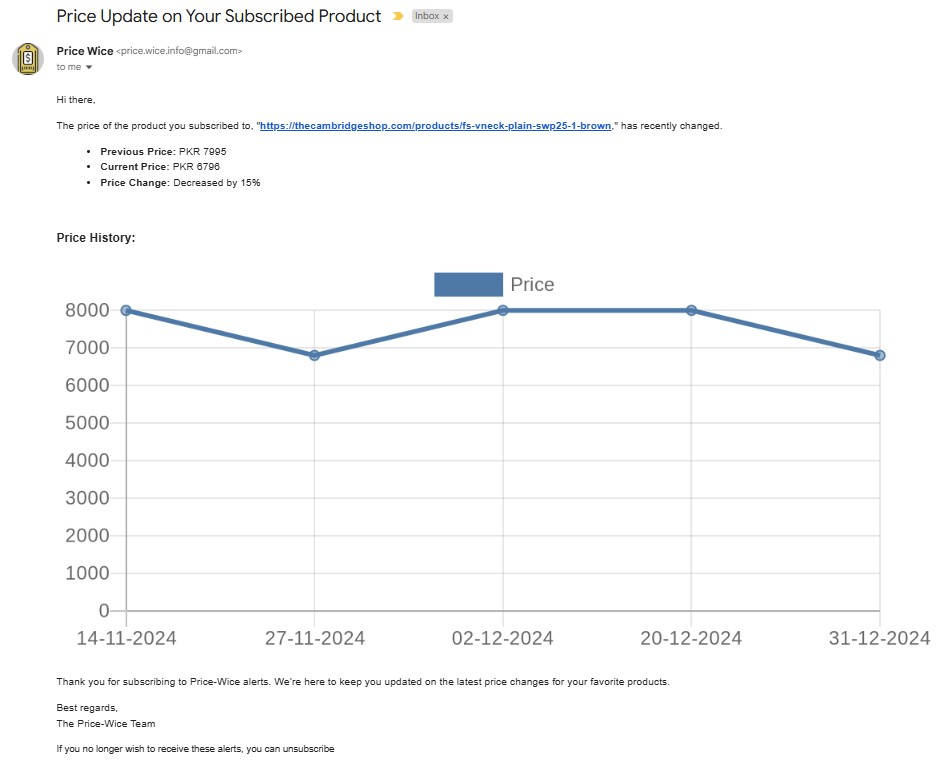 Price Update on Your Subscribed Product Inbox x
Price Wice <price.wice.info@gmail.com>
to me
$
Hi there,
The price of the product you subscribed to, "https://thecambridgeshop.com/products/fs-vneck-plain-swp25-1-brown," has recently changed.
• Previous Price: PKR 7995
• Current Price: PKR 6796
• Price Change: Decreased by 15%
Price History:
Price
8000
7000
6000
5000
4000
3000
2000
1000
0
14-11-2024 27-11-2024 02-12-2024 20-12-2024 31-12-2024
Thank you for subscribing to Price-Wice alerts. We're here to keep you updated on the latest price changes for your favorite products.
Best regards,
The Price-Wice Team
If you no longer wish to receive these alerts, you can unsubscribe